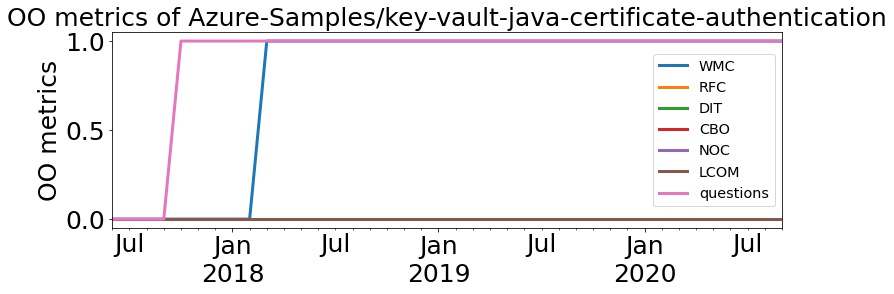 OO metrics of Azure-Samples/key-vault-java-certificate-authentication
OO metrics
1.0
0.5
0.0
WMC
RFC
DIT
CBO
NOC
LCOM
questions
Jul Jan Jul Jan Jul Jan Jul
2018 2019 2020